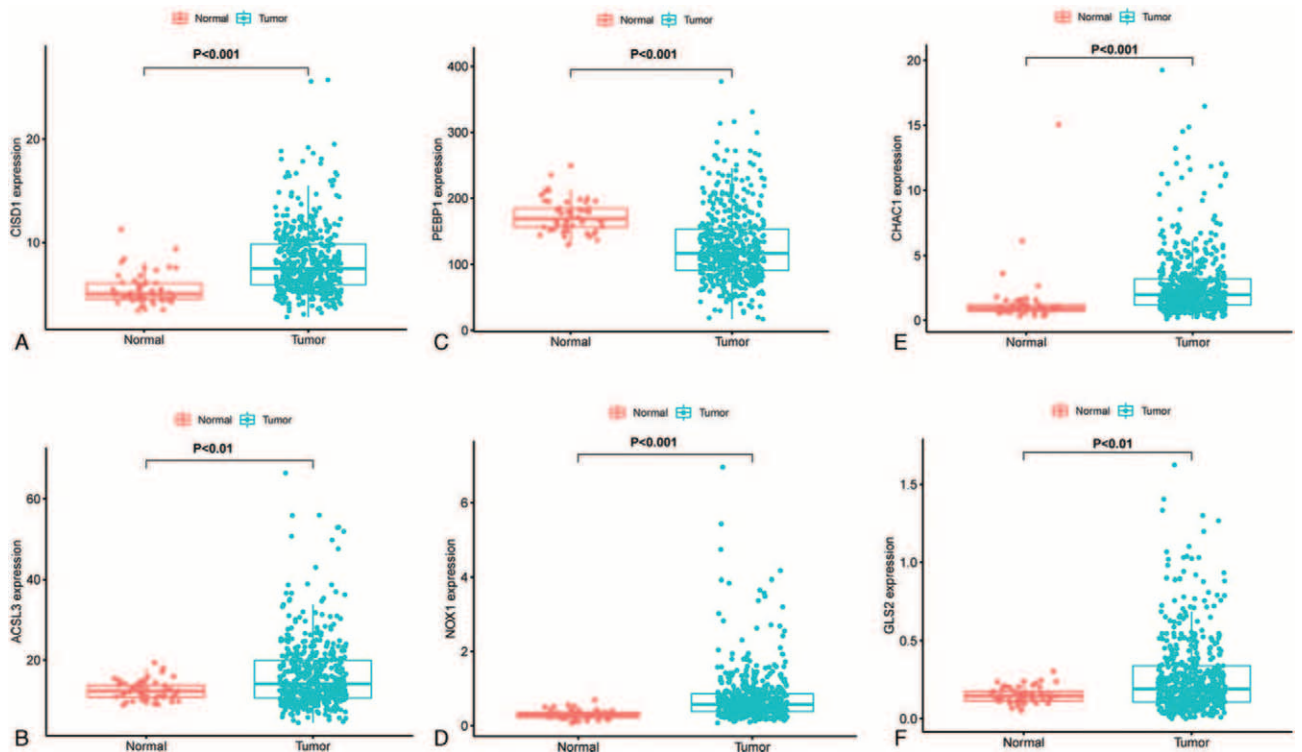 Normal Tumor
P<0.001
CISD1 expression
20
10
Normal Tumor
A
Normal Tumor
P<0.001
PEBP1 expression
400
300
200
100
0
Normal Tumor
C
Normal Tumor
P<0.001
CHAC1 expression
20
15
10
5
0
Normal Tumor
E
Normal Tumor
P<0.01
ACSL3 expression
60
40
20
Normal Tumor
B
Normal Tumor
P<0.001
NOX1 expression
6
4
2
0
Normal Tumor
D
Normal Tumor
P<0.01
GLS2 expression
1.5
1.0
0.5
0.0
Normal Tumor
F